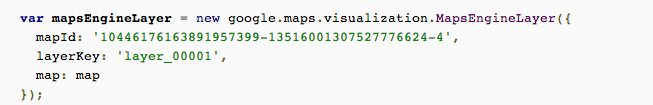 var mapsEngineLayer = new google.maps.visualization.MapsEngineLayer({
mapId: '10446176163891957399-13516001307527776624-4',
layerKey: 'layer_00001',
map: map
});